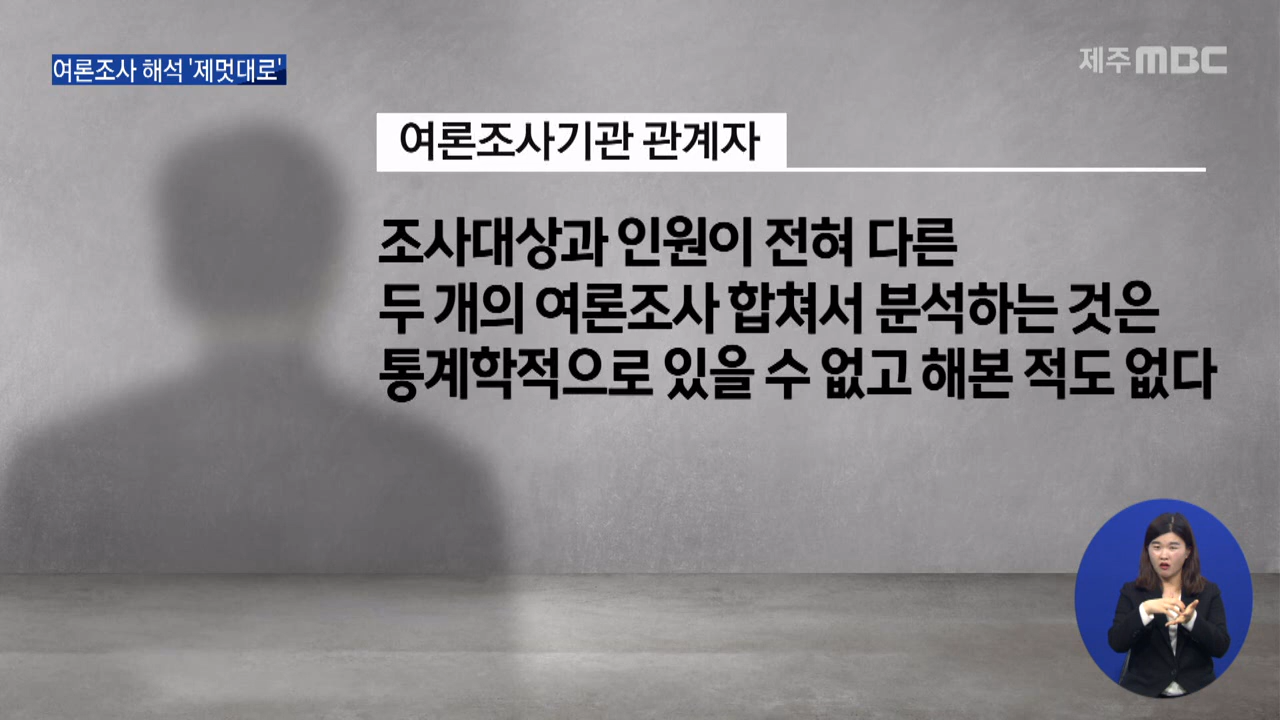 여론조사 해석 '제멋대로'
제주MBC
여론조사기관 관계자
조사대상과 인원이 전혀 다른
두 개의 여론조사 합쳐서 분석하는 것은
통계학적으로 있을 수 없고 해본 적도 없다